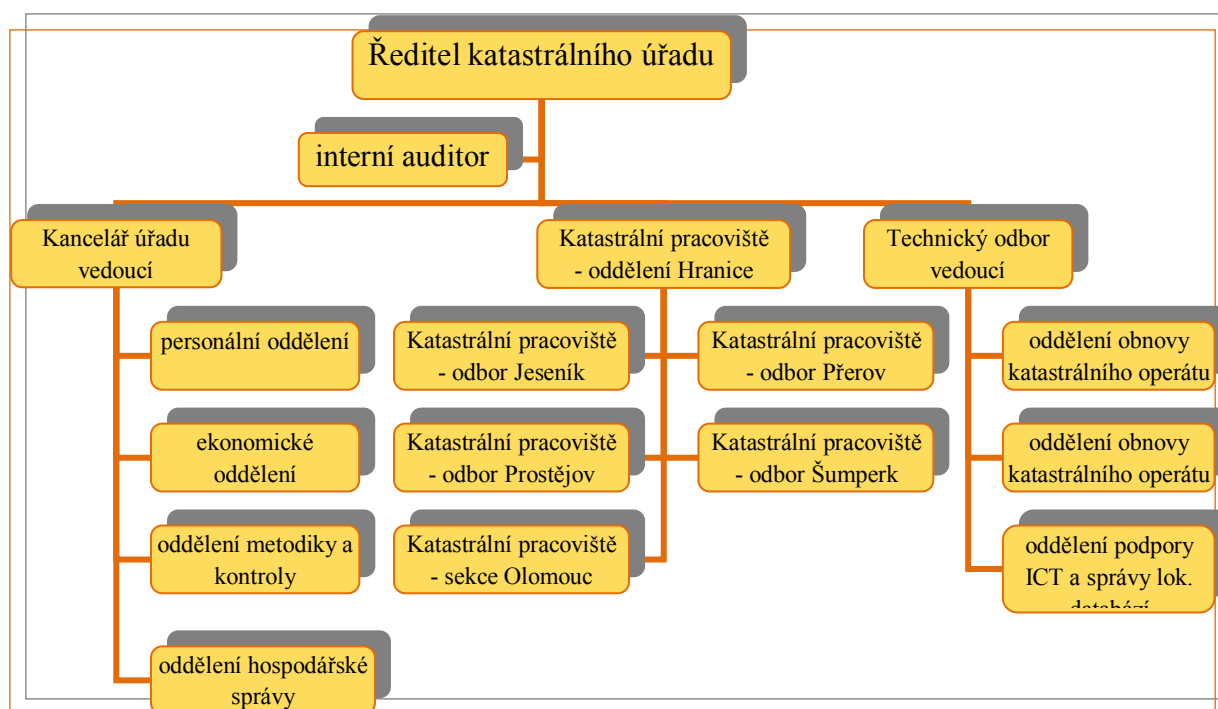 Ředitel katastrálního úřadu
interní auditor
Kancelář úřadu
vedoucí
Katastrální pracoviště
- oddělení Hranice
Technický odbor
vedoucí
personální oddělení
ekonomické
oddělení
oddělení metodiky a
kontroly
oddělení hospodářské
správy
Katastrální pracoviště
- odbor Jeseník
Katastrální pracoviště
- odbor Přerov
Katastrální pracoviště
- odbor Prostějov
Katastrální pracoviště
- odbor Šumperk
Katastrální pracoviště
- sekce Olomouc
oddělení obnovy
katastrálního operátu
oddělení obnovy
katastrálního operátu
oddělení podpory
ICT a správy lok.
databází